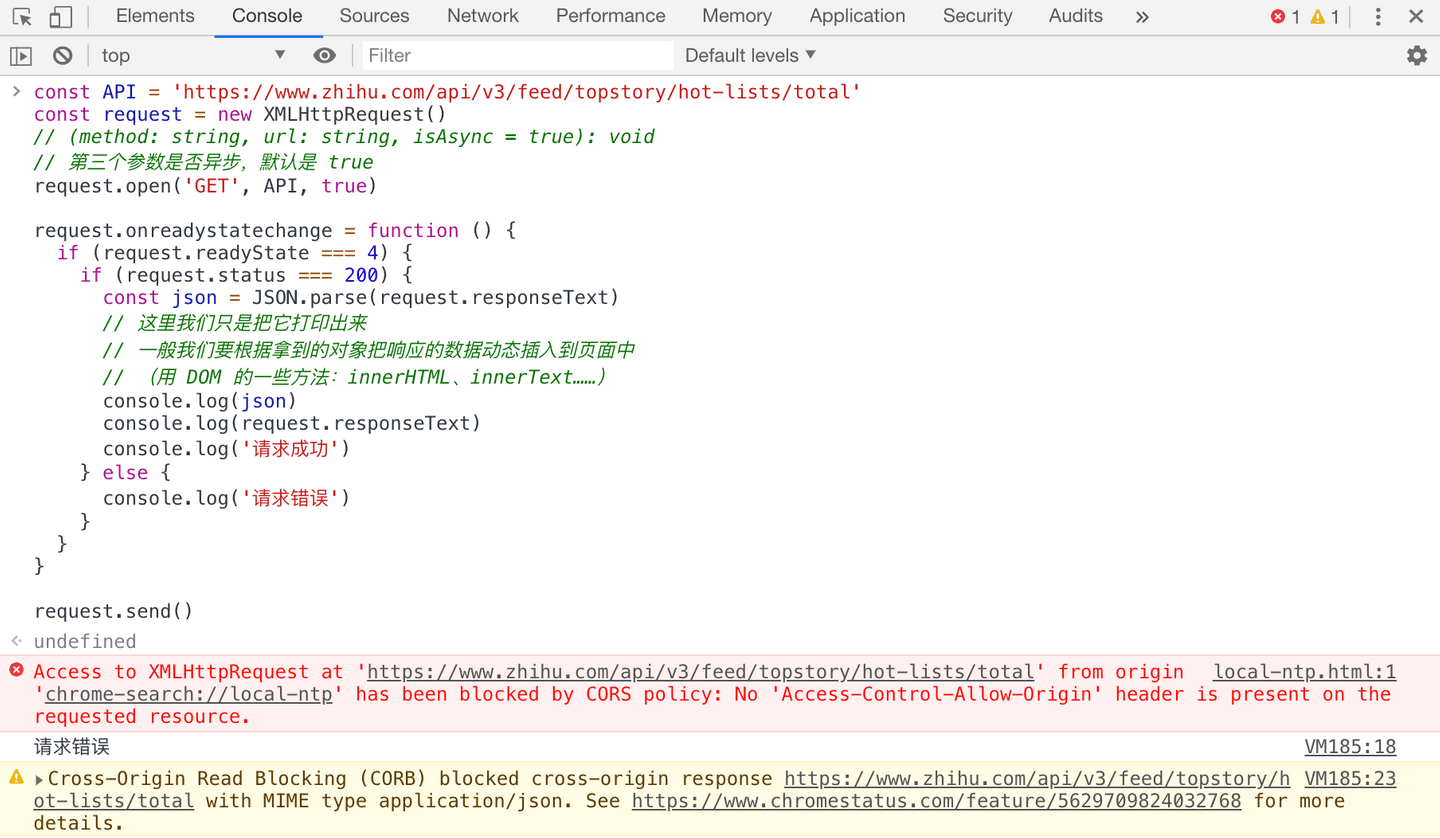 Elements Console Sources Network Performance Memory Application Security Audits » 1 1
top Filter Default levels
const API = 'https://www.zhihu.com/api/v3/feed/topstory/hot-lists/total'
const request = new XMLHttpRequest()
// (method: string, url: string, isAsync = true): void
// 第三个参数是否异步，默认是 true
request.open('GET', API, true)
request.onreadystatechange = function () {
if (request.readyState === 4) {
if (request.status === 200) {
const json = JSON.parse(request.responseText)
// 这里我们只是把它打印出来
// 一般我们要根据拿到的对象把响应的数据动态插入到页面中
// （用 DOM 的一些方法：innerHTML、innerText……）
console.log(json)
console.log(request.responseText)
console.log('请求成功')
} else {
console.log('请求错误')
}
}
}
request.send()
undefined
Access to XMLHttpRequest at 'https://www.zhihu.com/api/v3/feed/topstory/hot-lists/total' from origin local-ntp.html:1
'chrome-search://local-ntp' has been blocked by CORS policy: No 'Access-Control-Allow-Origin' header is present on the
requested resource.
请求错误 VM185:18
Cross-Origin Read Blocking (CORB) blocked cross-origin response https://www.zhihu.com/api/v3/feed/topstory/h VM185:23
ot-lists/total with MIME type application/json. See https://www.chromestatus.com/feature/5629709824032768 for more
details.